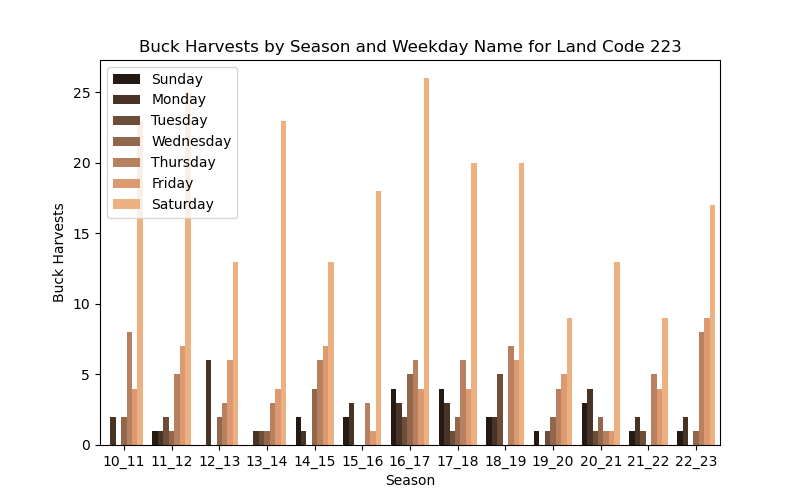 Buck Harvests by Season and Weekday Name for Land Code 223
Sunday
Monday
Tuesday
Wednesday
Thursday
Friday
Saturday
25
20
15
10
5
0
Buck Harvests
10_11 11_12 12_13 13_14 14_15 15_16 16_17 17_18 18_19 19_20 20_21 21_22 22_23
Season